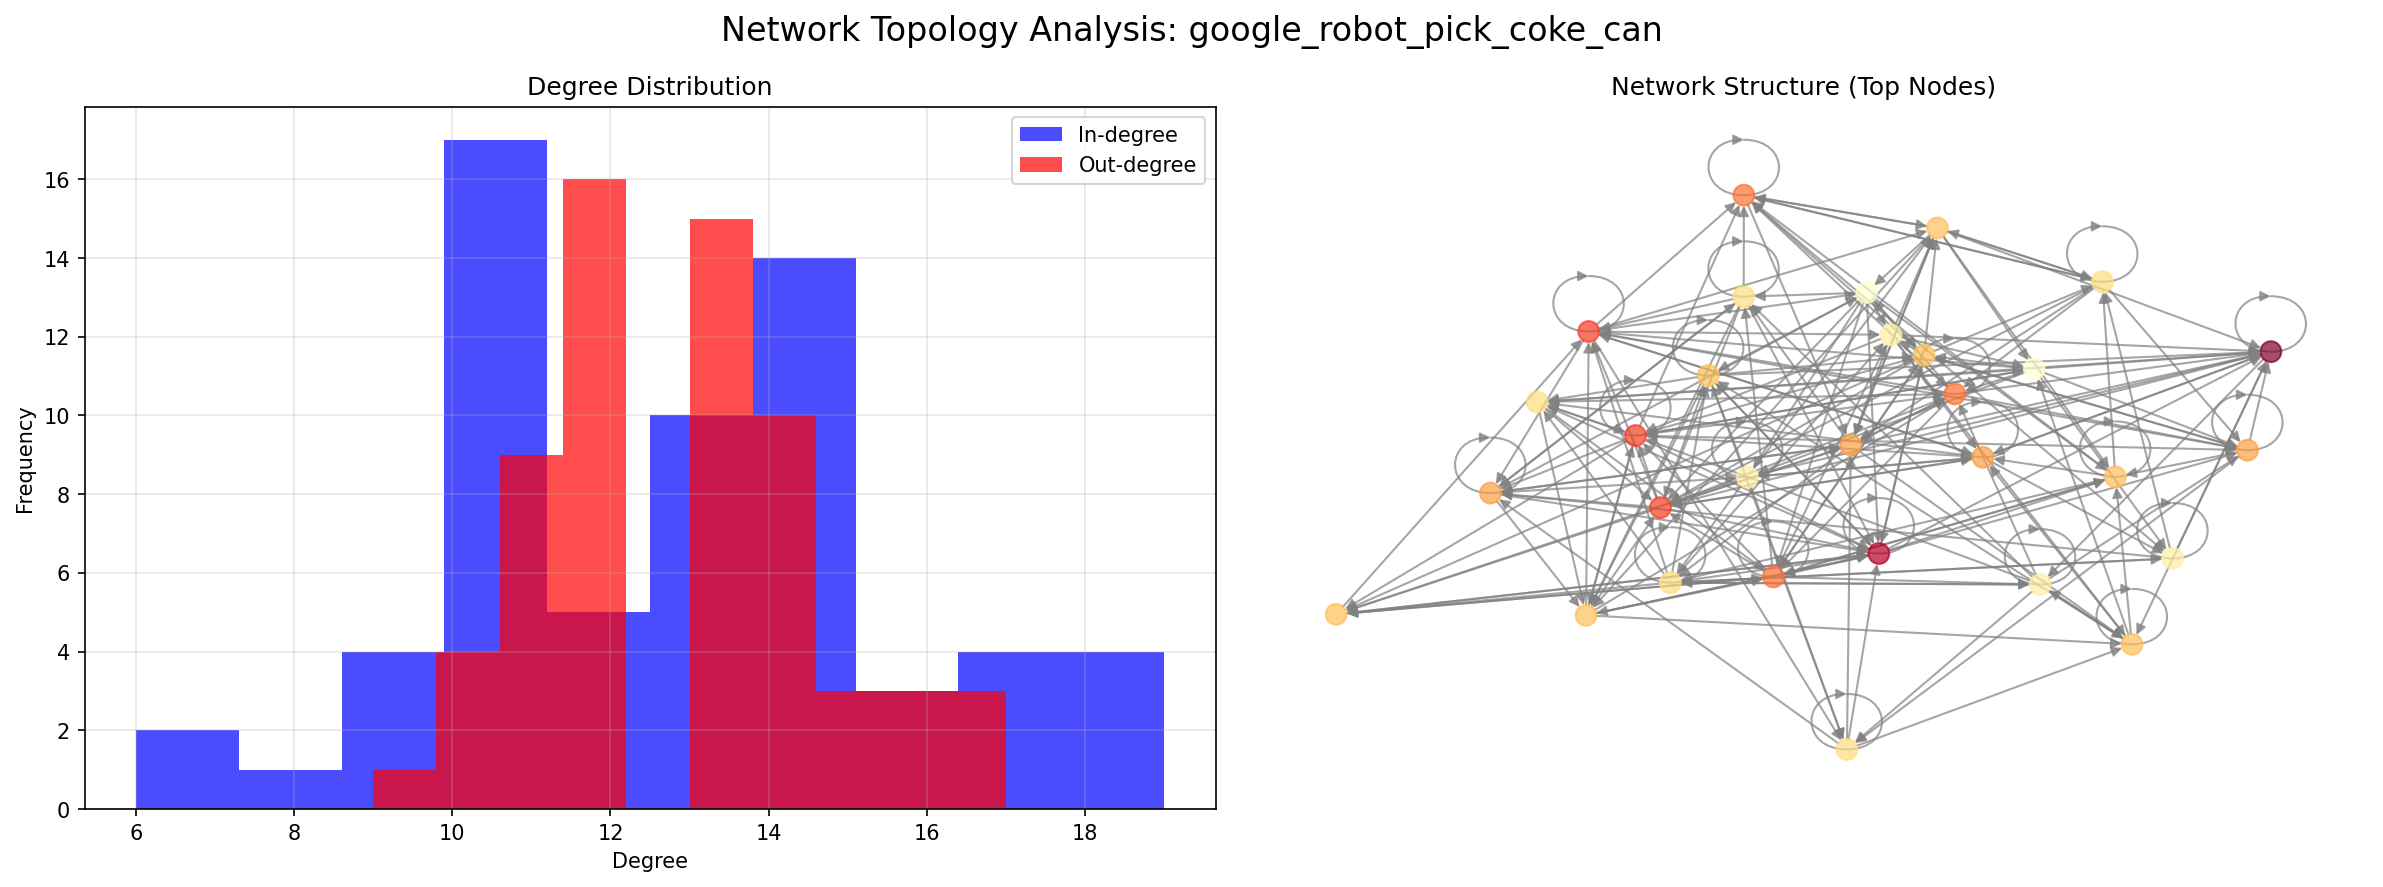 Network Topology Analysis: google_robot_pick_coke_can
Degree Distribution
Network Structure (Top Nodes)
In-degree
Out-degree
16
14
12
10
8
6
4
2
0
Frequency
6 8 10 12 14 16 18
Degree